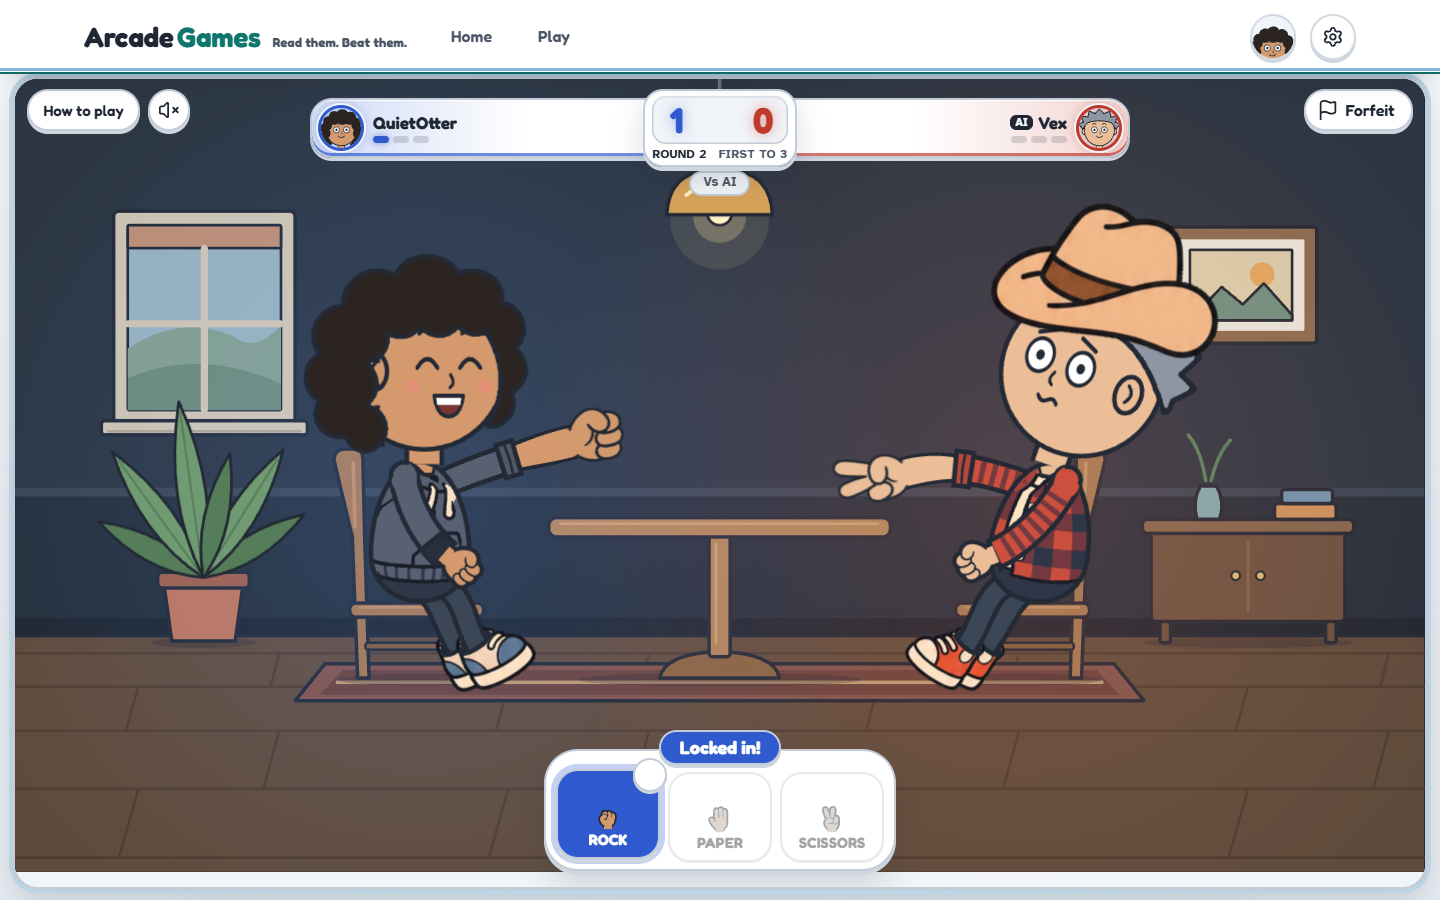 Arcade Games Read them. Beat them. Home Play
How to play
QuietOtter
1 0
ROUND 2 FIRST TO 3
AI Vex
Forfeit
Vs AI
Locked in!
ROCK
PAPER
SCISSORS